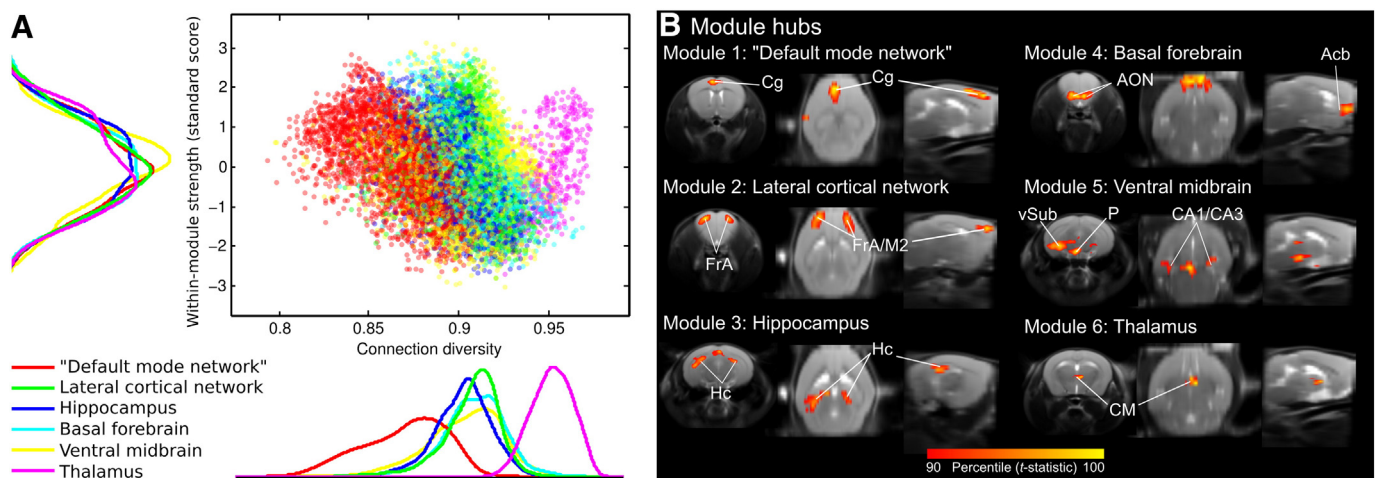 A
Within-module strength (standard score)
3
2
1
0
−1
−2
−3
0.8
0.85
0.9
0.95
Connection diversity
"Default mode network"
Lateral cortical network
Hippocampus
Basal forebrain
Ventral midbrain
Thalamus
B Module hubs
Module 1: "Default mode network"
Cg
Cg
Module 2: Lateral cortical network
FrA
FrA/M2
Module 3: Hippocampus
Hc
Hc
Module 4: Basal forebrain
AON
Acb
Module 5: Ventral midbrain
vSub
P
CA1/CA3
Module 6: Thalamus
CM
90 Percentile (t-statistic) 100